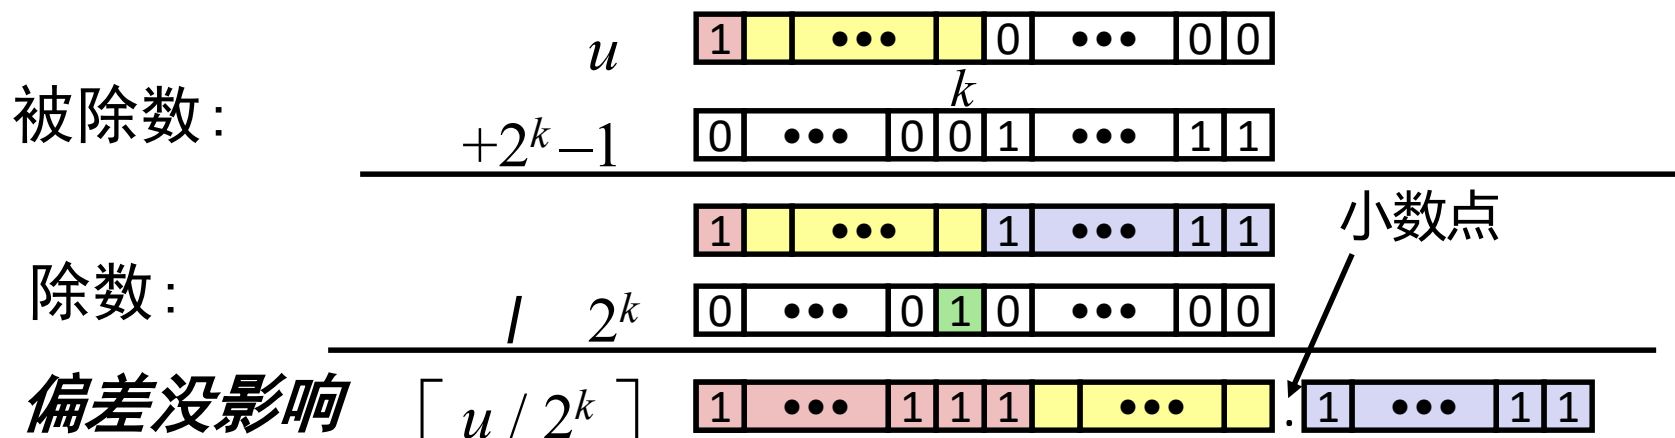 u 1 ••• 0 ••• 0 0
k
被除数:
+2^k−1 0 ••• 0 0 1 ••• 1 1
1 ••• 1 ••• 1 1
小数点
除数:
/ 2^k 0 ••• 0 1 0 ••• 0 0
偏差没影响 ⌈ u / 2^k ⌉ 1 ••• 1 1 1 ••• . 1 ••• 1 1